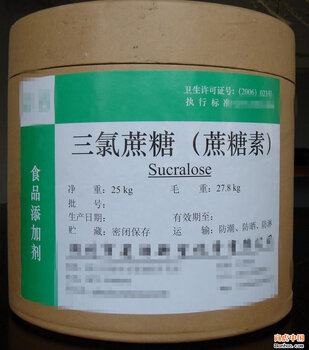 卫生许可证号:(2006)
执行标准
三氯蔗糖（蔗糖素）
Sucralose
食品添加剂
净 重:25 kg 毛 重:27.8 kg
批 号:
生产日期: 有效期至:
贮 藏:密闭保存 运 输:防潮、防晒、防淋